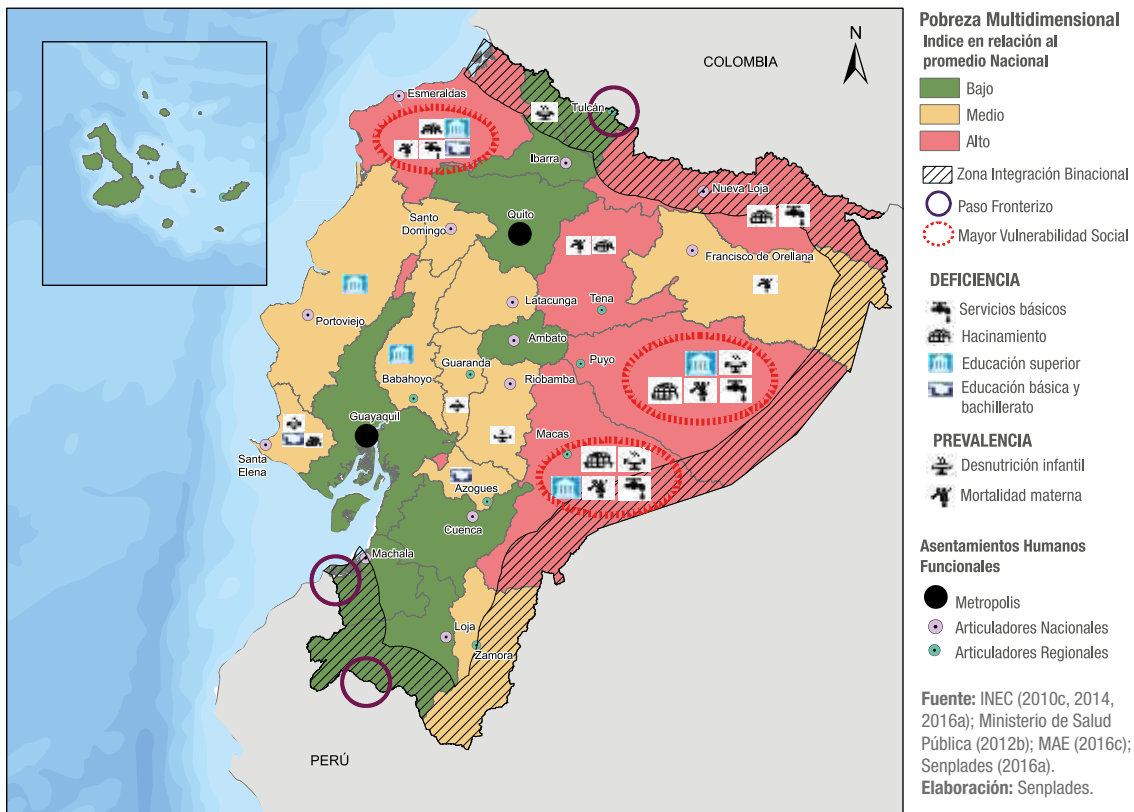 COLOMBIA
N
Esmeraldas
Tulcán
Ibarra
Nueva Loja
Santo
Domingo
Quito
Francisco de Orellana
Latacunga
Tena
Portoviejo
Ambato
Puyo
Guaranda
Babahoyo
Riobamba
Guayaquil
Macas
Santa
Elena
Azogues
Cuenca
Machala
Loja
Zamora
PERÚ
Pobreza Multidimensional
Indice en relación al
promedio Nacional
Bajo
Medio
Alto
Zona Integración Binacional
Paso Fronterizo
Mayor Vulnerabilidad Social
DEFICIENCIA
Servicios básicos
Hacinamiento
Educación superior
Educación básica y
bachillerato
PREVALENCIA
Desnutrición infantil
Mortalidad materna
Asentamientos Humanos
Funcionales
Metropolis
Articuladores Nacionales
Articuladores Regionales
Fuente: INEC (2010c, 2014,
2016a); Ministerio de Salud
Pública (2012b); MAE (2016c);
Senplades (2016a).
Elaboración: Senplades.